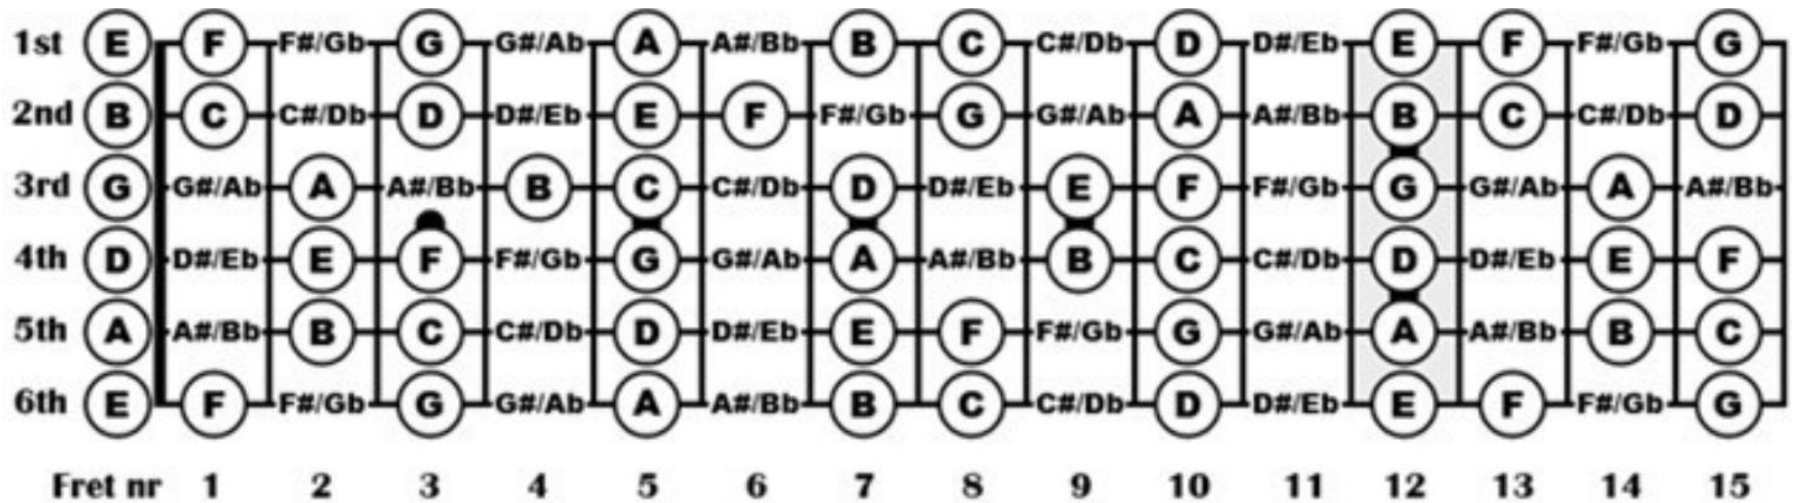 1st E F F#/Gb G G#/Ab A A#/Bb B C C#/Db D D#/Eb E F F#/Gb G
2nd B C C#/Db D D#/Eb E F F#/Gb G G#/Ab A A#/Bb B C C#/Db D
3rd G G#/Ab A A#/Bb B C C#/Db D D#/Eb E F F#/Gb G G#/Ab A A#/Bb
4th D D#/Eb E F F#/Gb G G#/Ab A A#/Bb B C C#/Db D D#/Eb E F
5th A A#/Bb B C C#/Db D D#/Eb E F F#/Gb G G#/Ab A A#/Bb B C
6th E F F#/Gb G G#/Ab A A#/Bb B C C#/Db D D#/Eb E F F#/Gb G
Fret nr 1 2 3 4 5 6 7 8 9 10 11 12 13 14 15